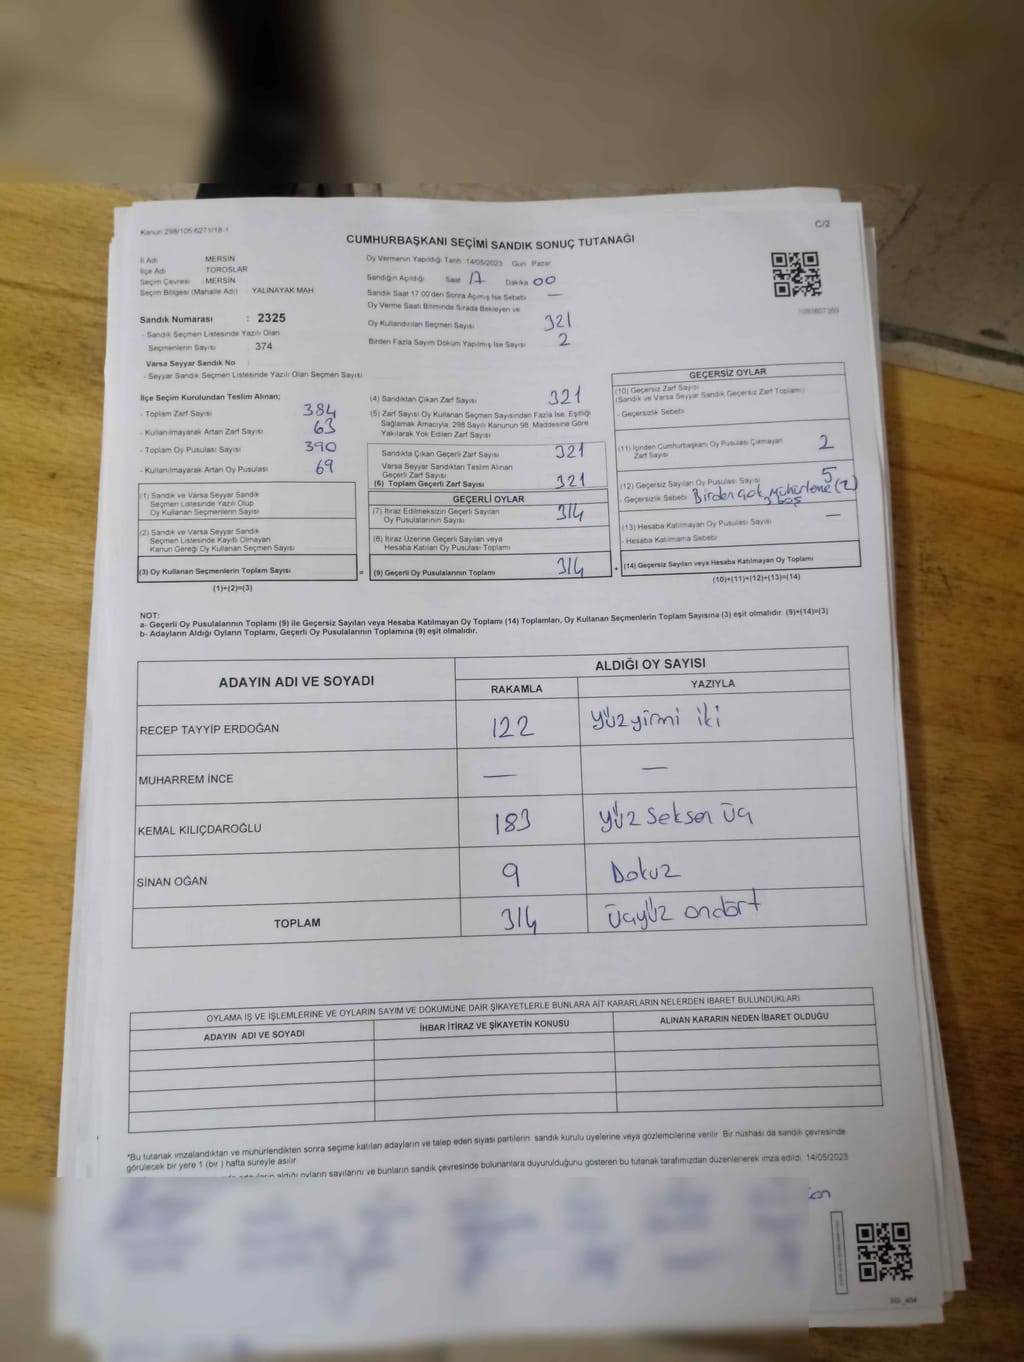 Kanun 298/105 6271/18-1
C/2
CUMHURBAŞKANI SEÇİMİ SANDIK SONUÇ TUTANAĞI
İl Adı MERSİN
İlçe Adı TOROSLAR
Seçim Çevresi : MERSİN
Seçim Bölgesi (Mahalle Adı) YALINAYAK MAH
Oy Vermenin Yapıldığı Tarih 14/05/2023 Gün Pazar
Sandığın Açıldığı Saat 17 Dakika 00
Sandık Saat 17 00'den Sonra Açımış İse Sebebi —
Oy Verme Saati Bitiminde Sırada Bekleyen ve
Oy Kullandırılan Seçmen Sayısı 321
Birden Fazla Sayım Döküm Yapılmış İse Sayısı 2
Sandık Numarası : 2325
- Sandık Seçmen Listesinde Yazılı Olan
Seçmenlerin Sayısı : 374
Varsa Seyyar Sandık No
- Seyyar Sandık Seçmen Listesinde Yazılı Olan Seçmen Sayısı
İlçe Seçim Kurulundan Teslim Alınan;
- Toplam Zarf Sayısı 384
- Kullanılmayarak Artan Zarf Sayısı 63
- Toplam Oy Pusulası Sayısı 390
- Kullanılmayarak Artan Oy Pusulası 69
(1) Sandık ve Varsa Seyyar Sandık
Seçmen Listesinde Yazılı Olup
Oy Kullanan Seçmenlerin Sayısı
(2) Sandık ve Varsa Seyyar Sandık
Seçmen Listesinde Kayıtlı Olmayan
Kanun Gereği Oy Kullanan Seçmen Sayısı
(3) Oy Kullanan Seçmenlerin Toplam Sayısı =
(1)+(2)=(3)
(4) Sandıktan Çıkan Zarf Sayısı 321
(5) Zarf Sayısı Oy Kullanan Seçmen Sayısından Fazla İse, Eşitliği
Sağlamak Amacıyla, 298 Sayılı Kanunun 98. Maddesine Göre
Yakılarak Yok Edilen Zarf Sayısı
Sandıkta Çıkan Geçerli Zarf Sayısı 321
Varsa Seyyar Sandıktan Teslim Alınan
Geçerli Zarf Sayısı
(6) Toplam Geçerli Zarf Sayısı 321
GEÇERLİ OYLAR
(7) İtiraz Edilmeksizin Geçerli Sayılan
Oy Pusulalarının Sayısı 314
(8) İtiraz Üzerine Geçerli Sayılan veya
Hesaba Katılan Oy Pusulası Toplamı
(9) Geçerli Oy Pusulalarının Toplamı 314 +
GEÇERSİZ OYLAR
(10) Geçersiz Zarf Sayısı
(Sandık ve Varsa Seyyar Sandık Geçersiz Zarf Toplamı)
- Geçersizlik Sebebi
(11) İçinden Cumhurbaşkanı Oy Pusulası Çıkmayan
Zarf Sayısı 2
(12) Geçersiz Sayılan Oy Pusulası Sayısı 5
- Geçersizlik Sebebi Birden çok mühürleme (2)
3 boş
(13) Hesaba Katılmayan Oy Pusulası Sayısı —
Hesaba Katılmama Sebebi
(14) Geçersiz Sayılan veya Hesaba Katılmayan Oy Toplamı
(10)+(11)+(12)+(13)=(14)
NOT:
a- Geçerli Oy Pusulalarının Toplamı (9) ile Geçersiz Sayılan veya Hesaba Katılmayan Oy Toplamı (14) Toplamları, Oy Kullanan Seçmenlerin Toplam Sayısına (3) eşit olmalıdır. (9)+(14)=(3)
b- Adayların Aldığı Oyların Toplamı, Geçerli Oy Pusulalarının Toplamına (9) eşit olmalıdır.
ADAYIN ADI VE SOYADI
ALDIĞI OY SAYISI
RAKAMLA YAZIYLA
RECEP TAYYİP ERDOĞAN 122 Yüzyirmi iki
MUHARREM İNCE — —
KEMAL KILIÇDAROĞLU 183 Yüz Seksen Üç
SİNAN OĞAN 9 Dokuz
TOPLAM 314 Üçyüz ondört
OYLAMA İŞ VE İŞLEMLERİNE VE OYLARIN SAYIM VE DÖKÜMÜNE DAİR ŞİKAYETLERLE BUNLARA AİT KARARLARIN NELERDEN İBARET BULUNDUKLARI
ADAYIN ADI VE SOYADI İHBAR İTİRAZ VE ŞİKAYETİN KONUSU ALINAN KARARIN NEDEN İBARET OLDUĞU
*Bu tutanak imzalandıktan ve mühürlendikten sonra seçime katılan adayların ve talep eden siyasi partilerin sandık kurulu üyelerine veya gözlemcilerine verilir. Bir nüshası da sandık çevresinde
görülecek bir yere 1 (bir) hafta süreyle asılır
aldığı oyların sayılarını ve bunların sandık çevresinde bulunanlara duyurulduğunu gösteren bu tutanak tarafımızdan düzenlenerek imza edildi. 14/05/2023